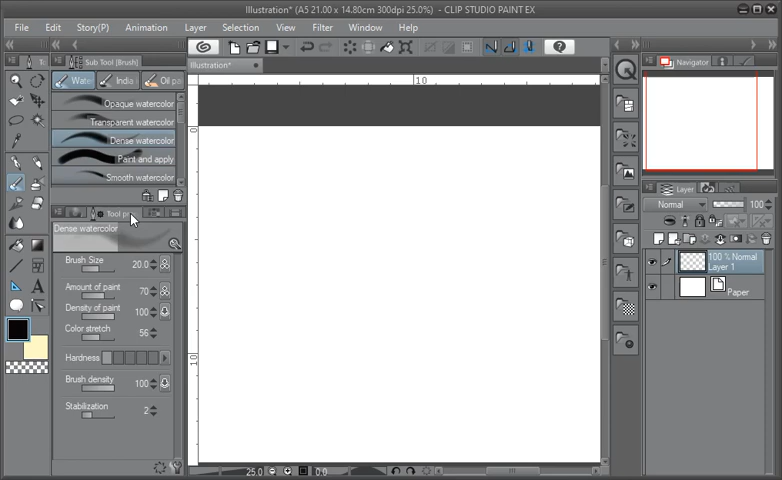 Illustration* (A5 21.00 x 14.80cm 300dpi 25.0%) - CLIP STUDIO PAINT EX
File Edit Story(P) Animation Layer Selection View Filter Window Help
Sub Tool [Brush]
Illustration*
Navigator
Wate India Oil pa
10
Opaque watercolor
Transparent watercolor
Dense watercolor
Paint and apply
Smooth watercolor
0
Layer
Normal 100
Tool p
Dense watercolor
Brush Size 20.0
Amount of paint 70
Density of paint 100
Color stretch 56
Hardness
Brush density 100
Stabilization 2
100 % Normal
Layer 1
Paper
10
25.0 0.0